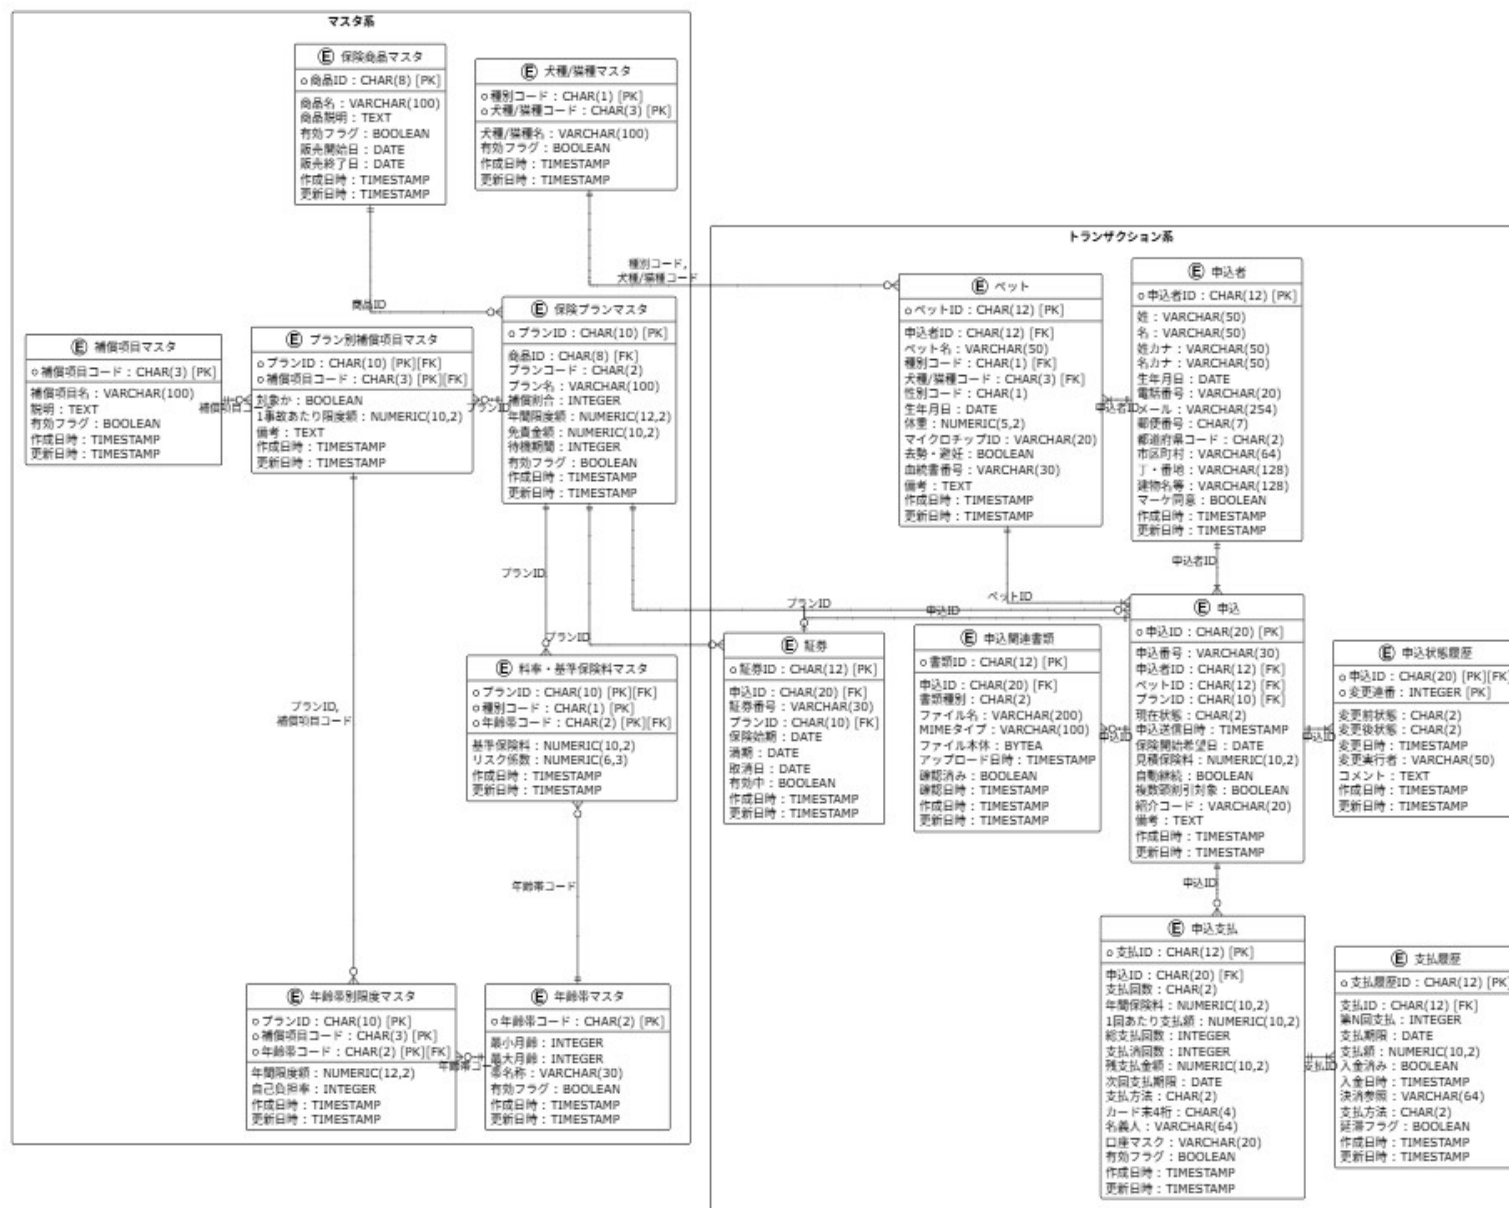 マスタ系
E 保険商品マスタ
商品ID : CHAR(8) [PK]
商品名 : VARCHAR(100)
商品説明 : TEXT
有効フラグ : BOOLEAN
販売開始日 : DATE
販売終了日 : DATE
作成日時 : TIMESTAMP
更新日時 : TIMESTAMP
E 犬種/猫種マスタ
種別コード : CHAR(1) [PK]
犬種/猫種コード : CHAR(3) [PK]
犬種/猫種名 : VARCHAR(100)
有効フラグ : BOOLEAN
作成日時 : TIMESTAMP
更新日時 : TIMESTAMP
種別コード,
犬種/猫種コード
商品ID
E 補償項目マスタ
補償項目コード : CHAR(3) [PK]
補償項目名 : VARCHAR(100)
説明 : TEXT
有効フラグ : BOOLEAN
作成日時 : TIMESTAMP
更新日時 : TIMESTAMP
補償項目コード
E プラン別補償項目マスタ
プランID : CHAR(10) [PK][FK]
補償項目コード : CHAR(3) [PK][FK]
対象か : BOOLEAN
1事故あたり限度額 : NUMERIC(10,2)
備考 : TEXT
作成日時 : TIMESTAMP
更新日時 : TIMESTAMP
プランID
E 保険プランマスタ
プランID : CHAR(10) [PK]
商品ID : CHAR(8) [FK]
プランコード : CHAR(2)
プラン名 : VARCHAR(100)
補償割合 : INTEGER
年間限度額 : NUMERIC(12,2)
免責金額 : NUMERIC(10,2)
待機期間 : INTEGER
有効フラグ : BOOLEAN
作成日時 : TIMESTAMP
更新日時 : TIMESTAMP
プランID
プランID
プランID
プランID,
補償項目コード
E 料率・基準保険料マスタ
プランID : CHAR(10) [PK][FK]
種別コード : CHAR(1) [PK]
年齢帯コード : CHAR(2) [PK][FK]
基準保険料 : NUMERIC(10,2)
リスク係数 : NUMERIC(6,3)
作成日時 : TIMESTAMP
更新日時 : TIMESTAMP
年齢帯コード
E 年齢帯別限度マスタ
プランID : CHAR(10) [PK]
補償項目コード : CHAR(3) [PK]
年齢帯コード : CHAR(2) [PK][FK]
年間限度額 : NUMERIC(12,2)
自己負担率 : INTEGER
作成日時 : TIMESTAMP
更新日時 : TIMESTAMP
年齢帯コード
E 年齢帯マスタ
年齢帯コード : CHAR(2) [PK]
最小月齢 : INTEGER
最大月齢 : INTEGER
帯名称 : VARCHAR(30)
有効フラグ : BOOLEAN
作成日時 : TIMESTAMP
更新日時 : TIMESTAMP
トランザクション系
E ペット
ペットID : CHAR(12) [PK]
申込者ID : CHAR(12) [FK]
ペット名 : VARCHAR(50)
種別コード : CHAR(1) [FK]
犬種/猫種コード : CHAR(3) [FK]
性別コード : CHAR(1)
生年月日 : DATE
体重 : NUMERIC(5,2)
マイクロチップID : VARCHAR(20)
去勢・避妊 : BOOLEAN
血統書番号 : VARCHAR(30)
備考 : TEXT
作成日時 : TIMESTAMP
更新日時 : TIMESTAMP
申込者ID
E 申込者
申込者ID : CHAR(12) [PK]
姓 : VARCHAR(50)
名 : VARCHAR(50)
姓カナ : VARCHAR(50)
名カナ : VARCHAR(50)
生年月日 : DATE
電話番号 : VARCHAR(20)
メール : VARCHAR(254)
郵便番号 : CHAR(7)
都道府県コード : CHAR(2)
市区町村 : VARCHAR(64)
丁・番地 : VARCHAR(128)
建物名等 : VARCHAR(128)
マーケ同意 : BOOLEAN
作成日時 : TIMESTAMP
更新日時 : TIMESTAMP
申込者ID
ペットID
申込ID
E 証券
証券ID : CHAR(12) [PK]
申込ID : CHAR(20) [FK]
証券番号 : VARCHAR(30)
プランID : CHAR(10) [FK]
保険始期 : DATE
満期 : DATE
取消日 : DATE
有効中 : BOOLEAN
作成日時 : TIMESTAMP
更新日時 : TIMESTAMP
E 申込関連書類
書類ID : CHAR(12) [PK]
申込ID : CHAR(20) [FK]
書類種別 : CHAR(2)
ファイル名 : VARCHAR(200)
MIMEタイプ : VARCHAR(100)
ファイル本体 : BYTEA
アップロード日時 : TIMESTAMP
確認済み : BOOLEAN
確認日時 : TIMESTAMP
作成日時 : TIMESTAMP
更新日時 : TIMESTAMP
申込ID
E 申込
申込ID : CHAR(20) [PK]
申込番号 : VARCHAR(30)
申込者ID : CHAR(12) [FK]
ペットID : CHAR(12) [FK]
プランID : CHAR(10) [FK]
現在状態 : CHAR(2)
申込送信日時 : TIMESTAMP
保険開始希望日 : DATE
見積保険料 : NUMERIC(10,2)
自動継続 : BOOLEAN
複数頭割引対象 : BOOLEAN
紹介コード : VARCHAR(20)
備考 : TEXT
作成日時 : TIMESTAMP
更新日時 : TIMESTAMP
申込ID
E 申込状態履歴
申込ID : CHAR(20) [PK][FK]
変更連番 : INTEGER [PK]
変更前状態 : CHAR(2)
変更後状態 : CHAR(2)
変更日時 : TIMESTAMP
変更実行者 : VARCHAR(50)
コメント : TEXT
作成日時 : TIMESTAMP
更新日時 : TIMESTAMP
申込ID
E 申込支払
支払ID : CHAR(12) [PK]
申込ID : CHAR(20) [FK]
支払回数 : CHAR(2)
年間保険料 : NUMERIC(10,2)
1回あたり支払額 : NUMERIC(10,2)
総支払回数 : INTEGER
支払済回数 : INTEGER
残支払金額 : NUMERIC(10,2)
次回支払期限 : DATE
支払方法 : CHAR(2)
カード末4桁 : CHAR(4)
名義人 : VARCHAR(64)
口座マスク : VARCHAR(20)
有効フラグ : BOOLEAN
作成日時 : TIMESTAMP
更新日時 : TIMESTAMP
支払ID
E 支払履歴
支払履歴ID : CHAR(12) [PK]
支払ID : CHAR(12) [FK]
第N回支払 : INTEGER
支払期限 : DATE
支払額 : NUMERIC(10,2)
入金済み : BOOLEAN
入金日時 : TIMESTAMP
決済参照 : VARCHAR(64)
支払方法 : CHAR(2)
延滞フラグ : BOOLEAN
作成日時 : TIMESTAMP
更新日時 : TIMESTAMP